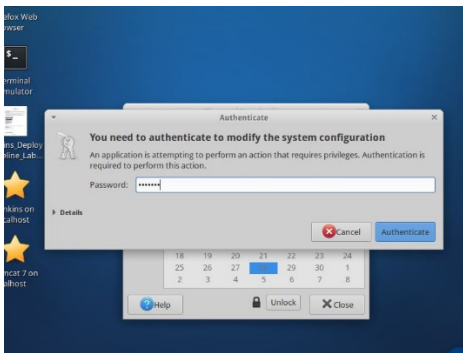 efox Web
owser
$_
erminal
mulator
Authenticate
You need to authenticate to modify the system configuration
An application is attempting to perform an action that requires privileges. Authentication is
required to perform this action.
Password: •••••••
Details
Cancel
Authenticate
ans_Deploy
eline_Lab...
nkins on
calhost
mcat 7 on
alhost
18 19 20 21 22 23 24
25 26 27 29 30 1
2 3 4 5 6 7 8
Help
Unlock
Close